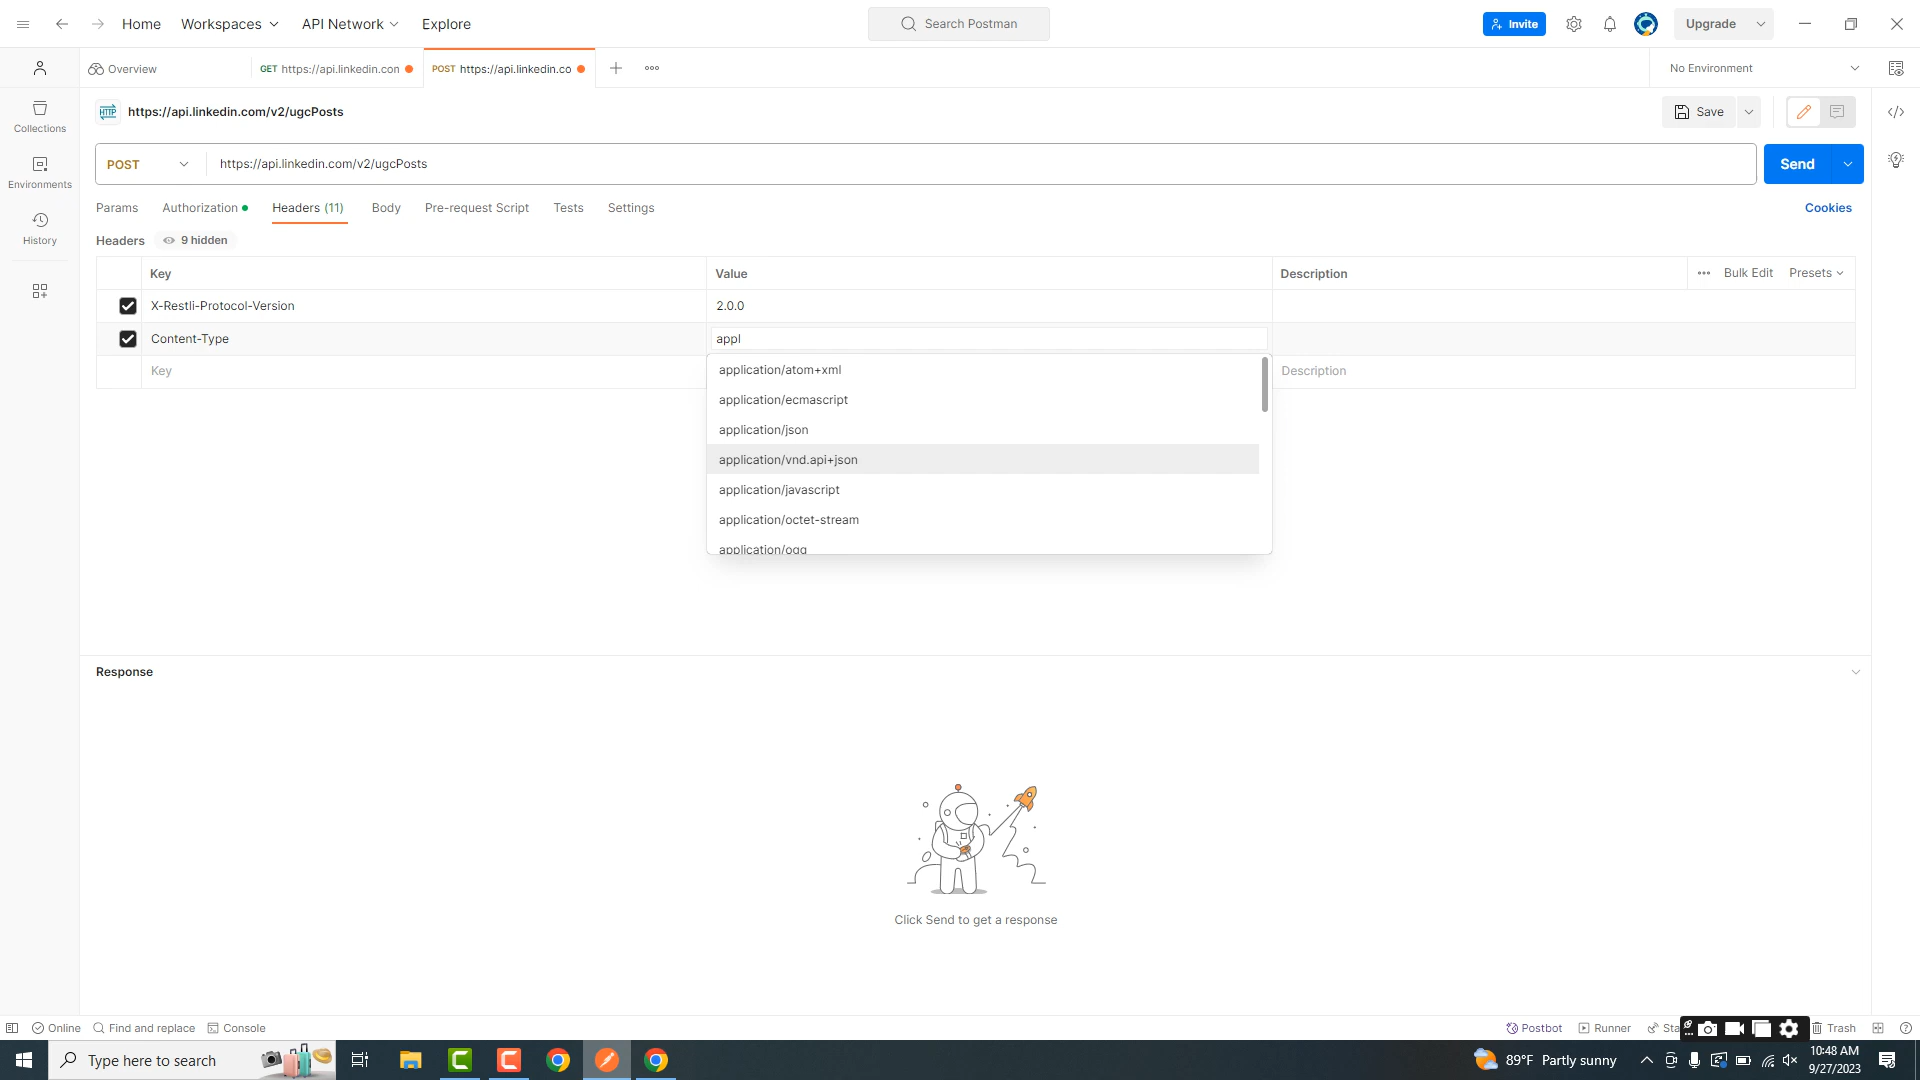 Home
Workspaces
API Network
Explore
Search Postman
Invite
Upgrade
Overview
GET https://api.linkedin.con
POST https://api.linkedin.co
No Environment
Collections
Environments
History
HTTP https://api.linkedin.com/v2/ugcPosts
Save
POST
https://api.linkedin.com/v2/ugcPosts
Send
Params
Authorization
Headers (11)
Body
Pre-request Script
Tests
Settings
Cookies
Headers
9 hidden
Key
Value
Description
Bulk Edit
Presets
X-Restli-Protocol-Version
2.0.0
Content-Type
appl
Key
Description
application/atom+xml
application/ecmascript
application/json
application/vnd.api+json
application/javascript
application/octet-stream
application/ogg
Response
Click Send to get a response
Online
Find and replace
Console
Postbot
Runner
Sta
Trash
Type here to search
89°F Partly sunny
10:48 AM
9/27/2023